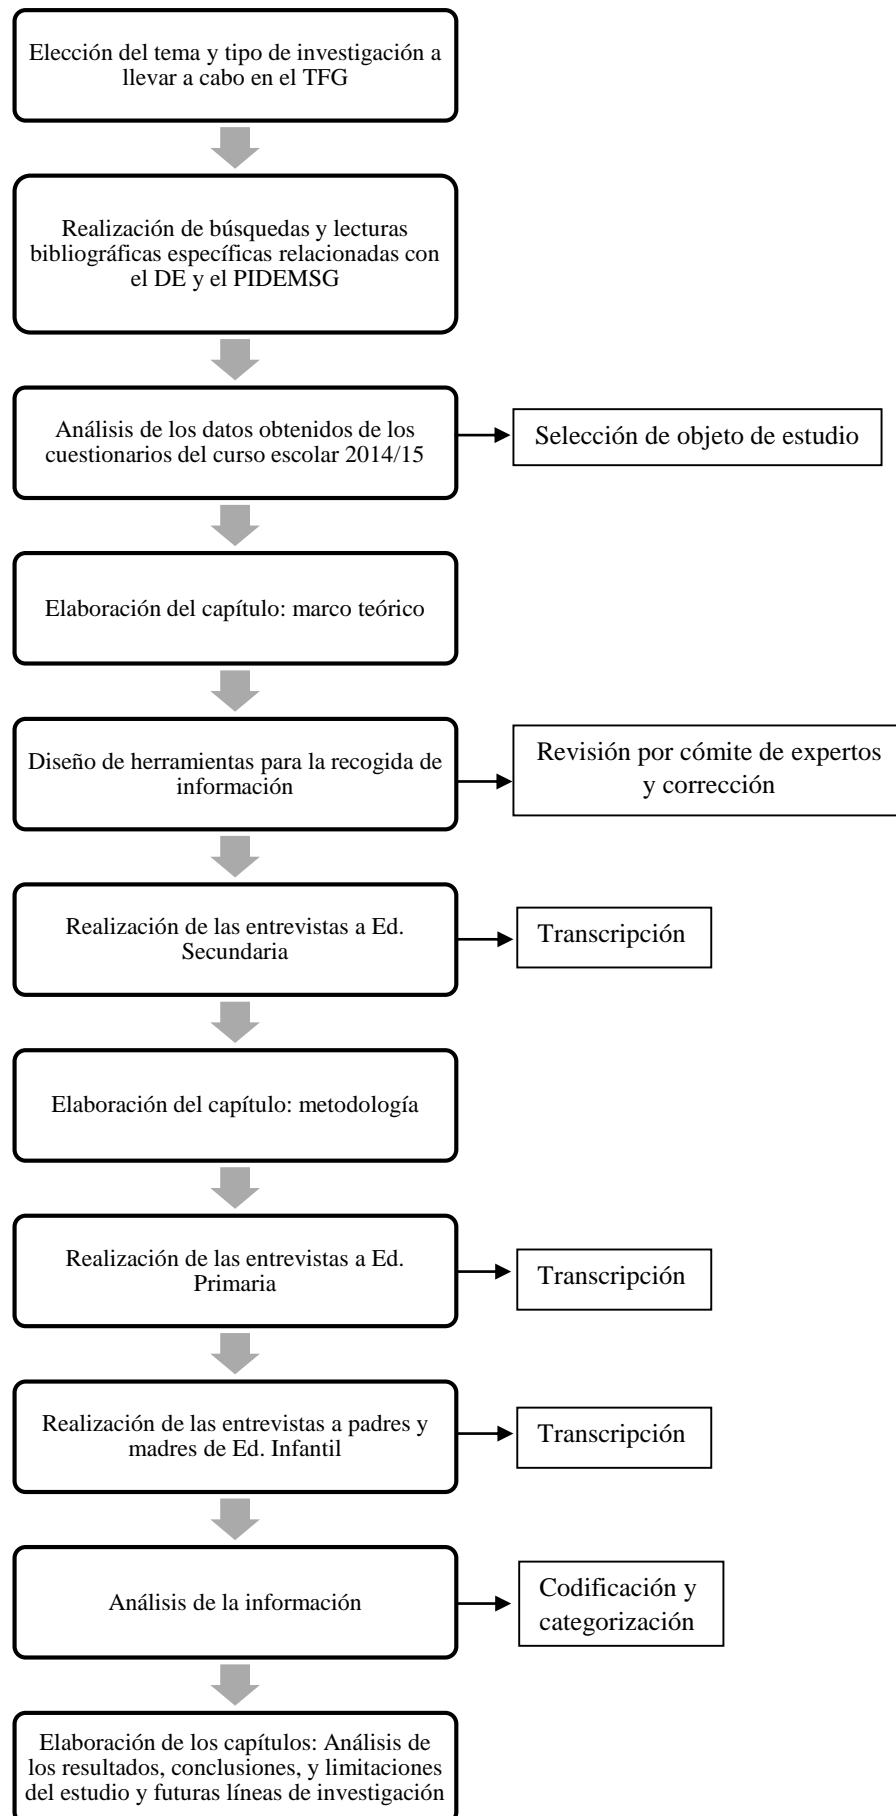 Elección del tema y tipo de investigación a
llevar a cabo en el TFG
Realización de búsquedas y lecturas
bibliográficas específicas relacionadas con
el DE y el PIDEMSG
Análisis de los datos obtenidos de los
cuestionarios del curso escolar 2014/15
Selección de objeto de estudio
Elaboración del capítulo: marco teórico
Diseño de herramientas para la recogida de
información
Revisión por cómite de expertos
y corrección
Realización de las entrevistas a Ed.
Secundaria
Transcripción
Elaboración del capítulo: metodología
Realización de las entrevistas a Ed.
Primaria
Transcripción
Realización de las entrevistas a padres y
madres de Ed. Infantil
Transcripción
Análisis de la información
Codificación y
categorización
Elaboración de los capítulos: Análisis de
los resultados, conclusiones, y limitaciones
del estudio y futuras líneas de investigación